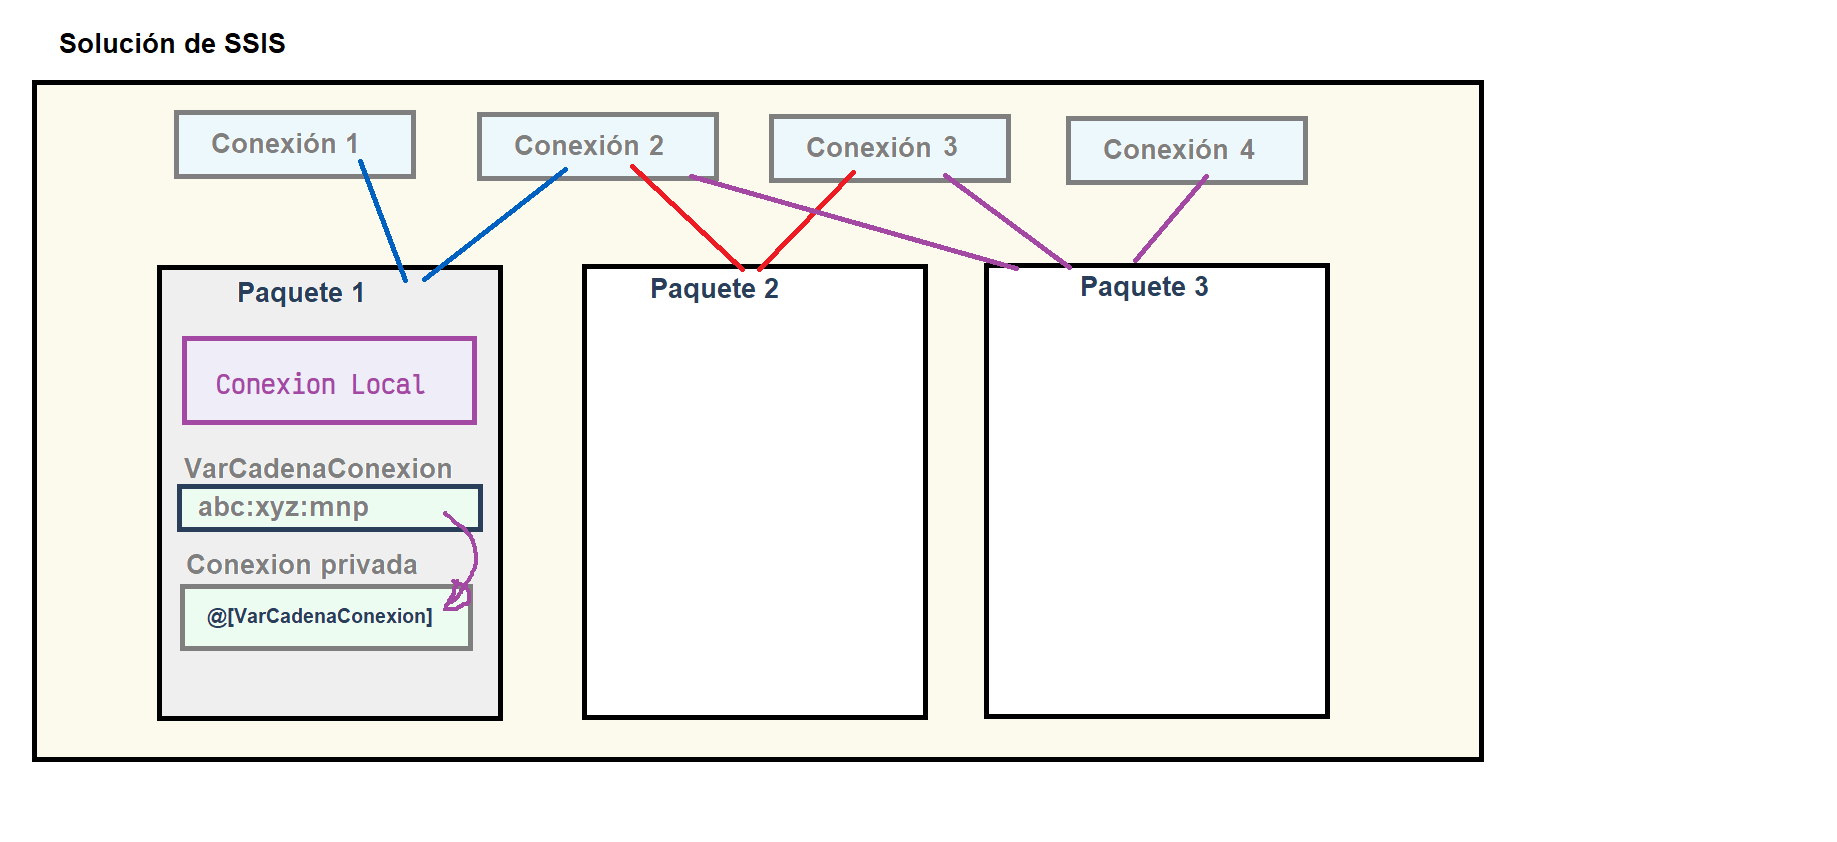 Solución de SSIS
Conexión 1
Conexión 2
Conexión 3
Conexión 4
Paquete 1
Paquete 2
Paquete 3
Conexion Local
VarCadenaConexion
abc:xyz:mnp
Conexion privada
@[VarCadenaConexion]